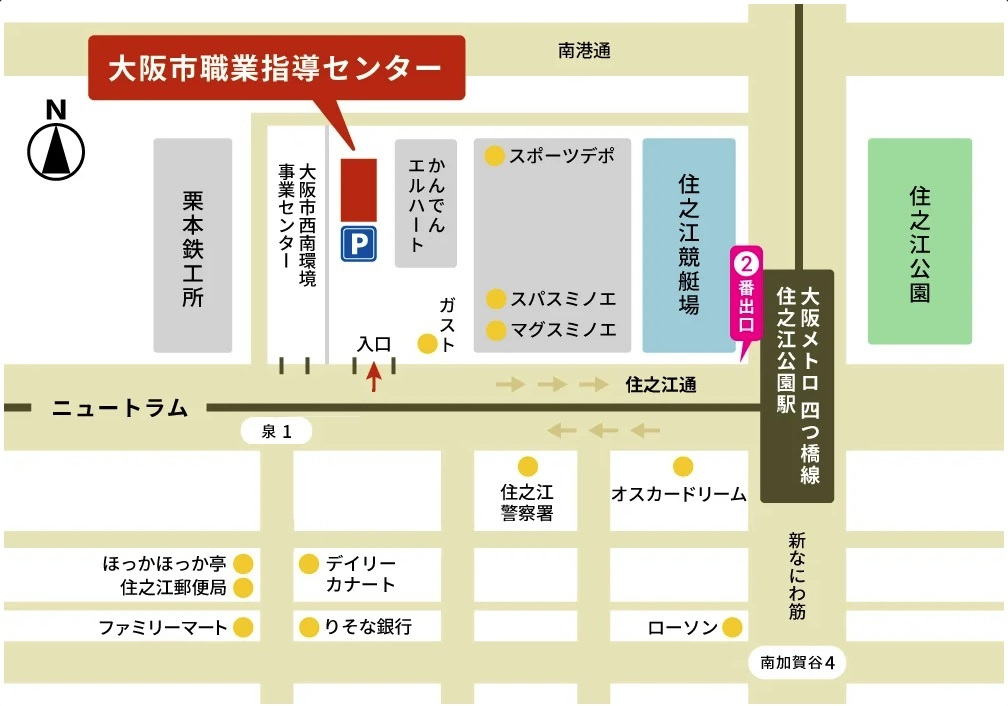 南港通
大阪市職業指導センター
N
栗本鉄工所
大阪市西南環境
事業センター
P
かんでん
エルハート
スポーツデポ
スパスミノエ
マグスミノエ
住之江競艇場
2番出口
大阪メトロ 四つ橋線
住之江公園駅
住之江公園
ガスト
入口
住之江通
ニュートラム
泉1
住之江
警察署
オスカードリーム
新なにわ筋
ほっかほっか亭
住之江郵便局
デイリー
カナート
ファミリーマート
りそな銀行
ローソン
南加賀谷4